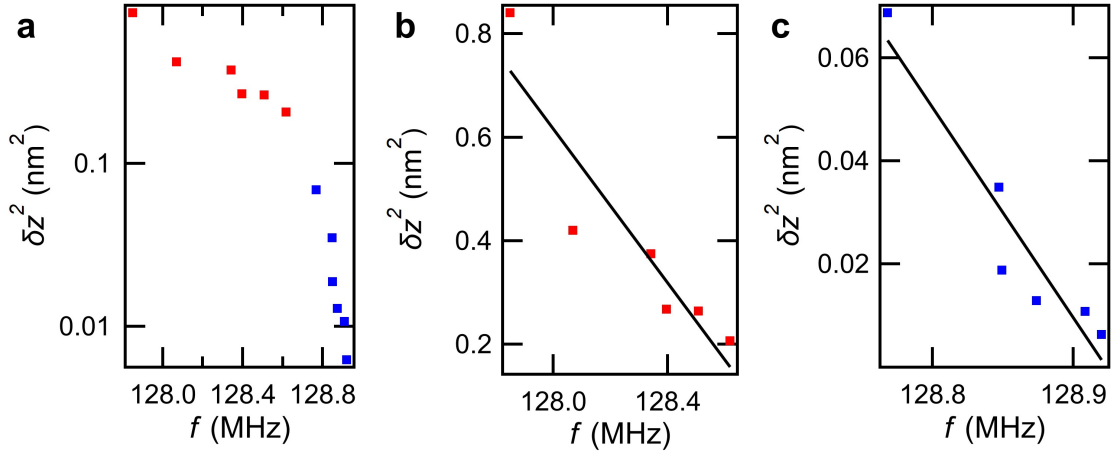 a
0.1
0.01
128.0 128.4 128.8
f (MHz)
δz² (nm²)
b
0.8
0.6
0.4
0.2
128.0 128.4
f (MHz)
δz² (nm²)
c
0.06
0.04
0.02
128.8 128.9
f (MHz)
δz² (nm²)